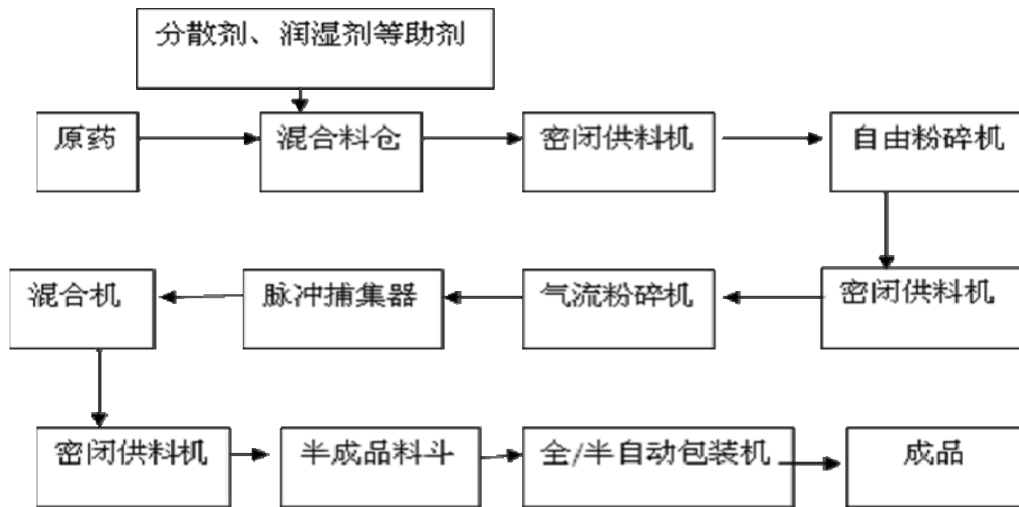 分散剂、润湿剂等助剂
原药
混合料仓
密闭供料机
自由粉碎机
混合机
脉冲捕集器
气流粉碎机
密闭供料机
密闭供料机
半成品料斗
全/半自动包装机
成品